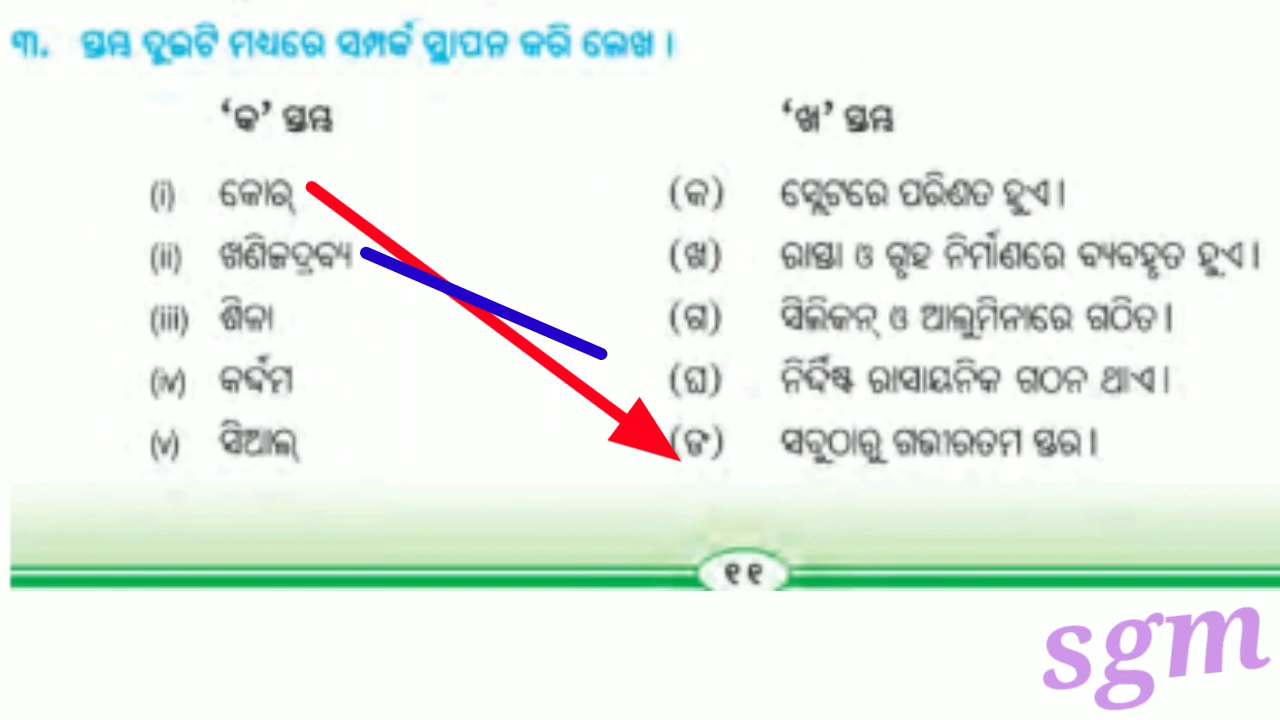 ୩. ସ୍ତମ୍ଭ ଦୁଇଟି ମଧ୍ୟରେ ସମ୍ପର୍କ ସ୍ଥାପନ କରି ଲେଖ ।
‘କ’ ସ୍ତମ୍ଭ ‘ଖ’ ସ୍ତମ୍ଭ
(i) କୋର୍ (କ) ସ୍ଲେଟରେ ପରିଣତ ହୁଏ ।
(ii) ଖଣିଜଦ୍ରବ୍ୟ (ଖ) ରାସ୍ତା ଓ ଗୃହ ନିର୍ମାଣରେ ବ୍ୟବହୃତ ହୁଏ ।
(iii) ଶିଳା (ଗ) ସିଲିକନ୍ ଓ ଆଲୁମିନାରେ ଗଠିତ ।
(iv) କର୍ଦ୍ଦମ (ଘ) ନିର୍ଦ୍ଦିଷ୍ଟ ରାସାୟନିକ ଗଠନ ଥାଏ ।
(v) ସିଆଲ୍ (ଙ) ସବୁଠାରୁ ଗଭୀରତମ ସ୍ତର ।
୧୧
sgm